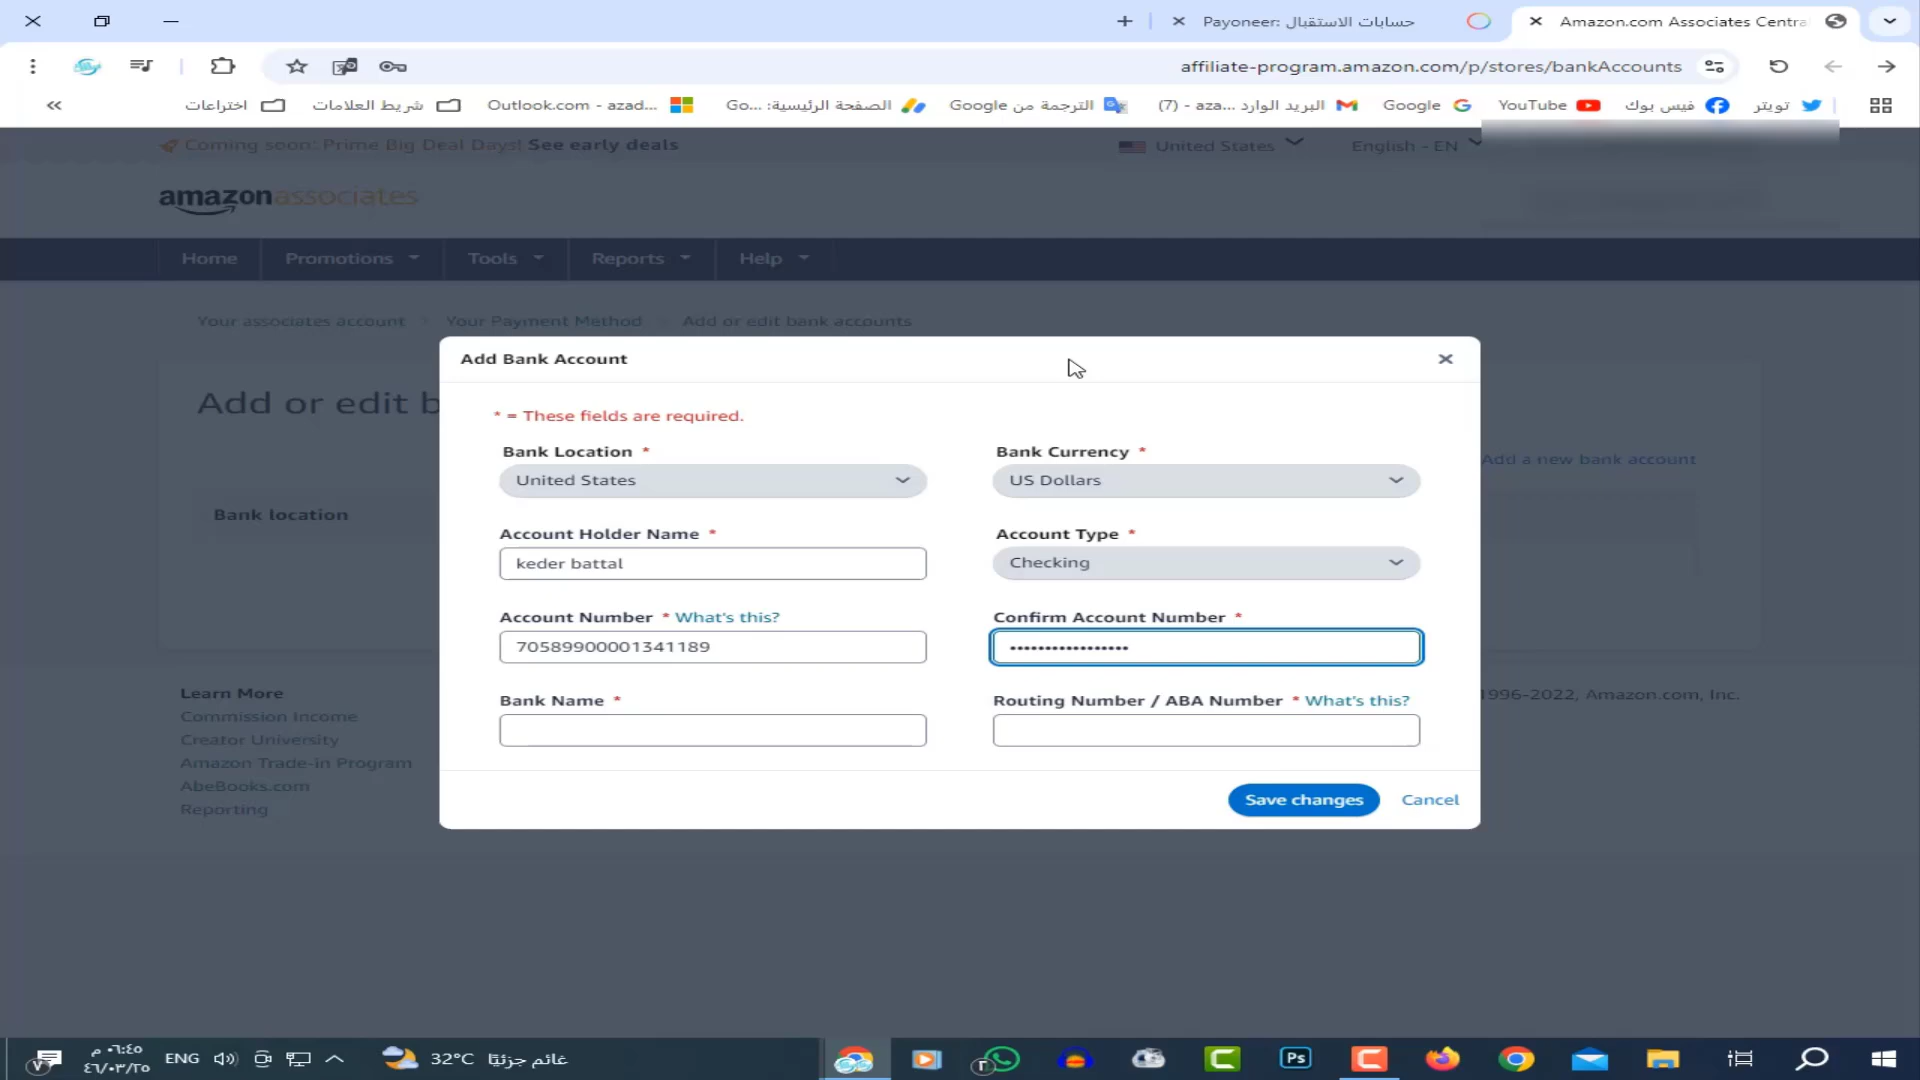 Payoneer: حسابات الاستقبال
Amazon.com Associates Centra
affiliate-program.amazon.com/p/stores/bankAccounts
اختراعات
شريط العلامات
Outlook.com - azad...
Go... :الصفحة الرئيسية
الترجمة من Google
البريد الوارد (7) - aza...
Google
YouTube
فيس بوك
تويتر
Coming soon: Prime Big Deal Days! See early deals
United States
English - EN
amazonassociates
Home
Promotions
Tools
Reports
Help
Your associates account
Your Payment Method
Add or edit bank accounts
Add or edit b
Add a new bank account
Bank location
Add Bank Account
* = These fields are required.
Bank Location *
Bank Currency *
United States
US Dollars
Account Holder Name *
Account Type *
keder battal
Checking
Account Number * What's this?
Confirm Account Number *
70589900001341189
•••••••••••••••••
Bank Name *
Routing Number / ABA Number * What's this?
Save changes
Cancel
Learn More
Commission Income
Creator University
Amazon Trade-in Program
AbeBooks.com
Reporting
1996-2022, Amazon.com, Inc.
٠٦:٤٥ م
٤٦/٠٣/٢٥
ENG
32°C غائم جزئيًا
Ps